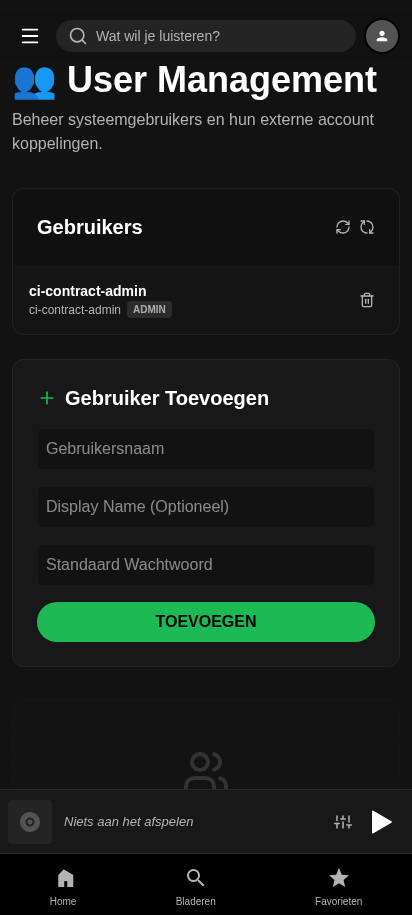 Wat wil je luisteren?
👥 User Management
Beheer systeemgebruikers en hun externe account
koppelingen.
Gebruikers
ci-contract-admin
ci-contract-admin ADMIN
Gebruiker Toevoegen
Gebruikersnaam
Display Name (Optioneel)
Standaard Wachtwoord
TOEVOEGEN
Niets aan het afspelen
Home Bladeren Favorieten